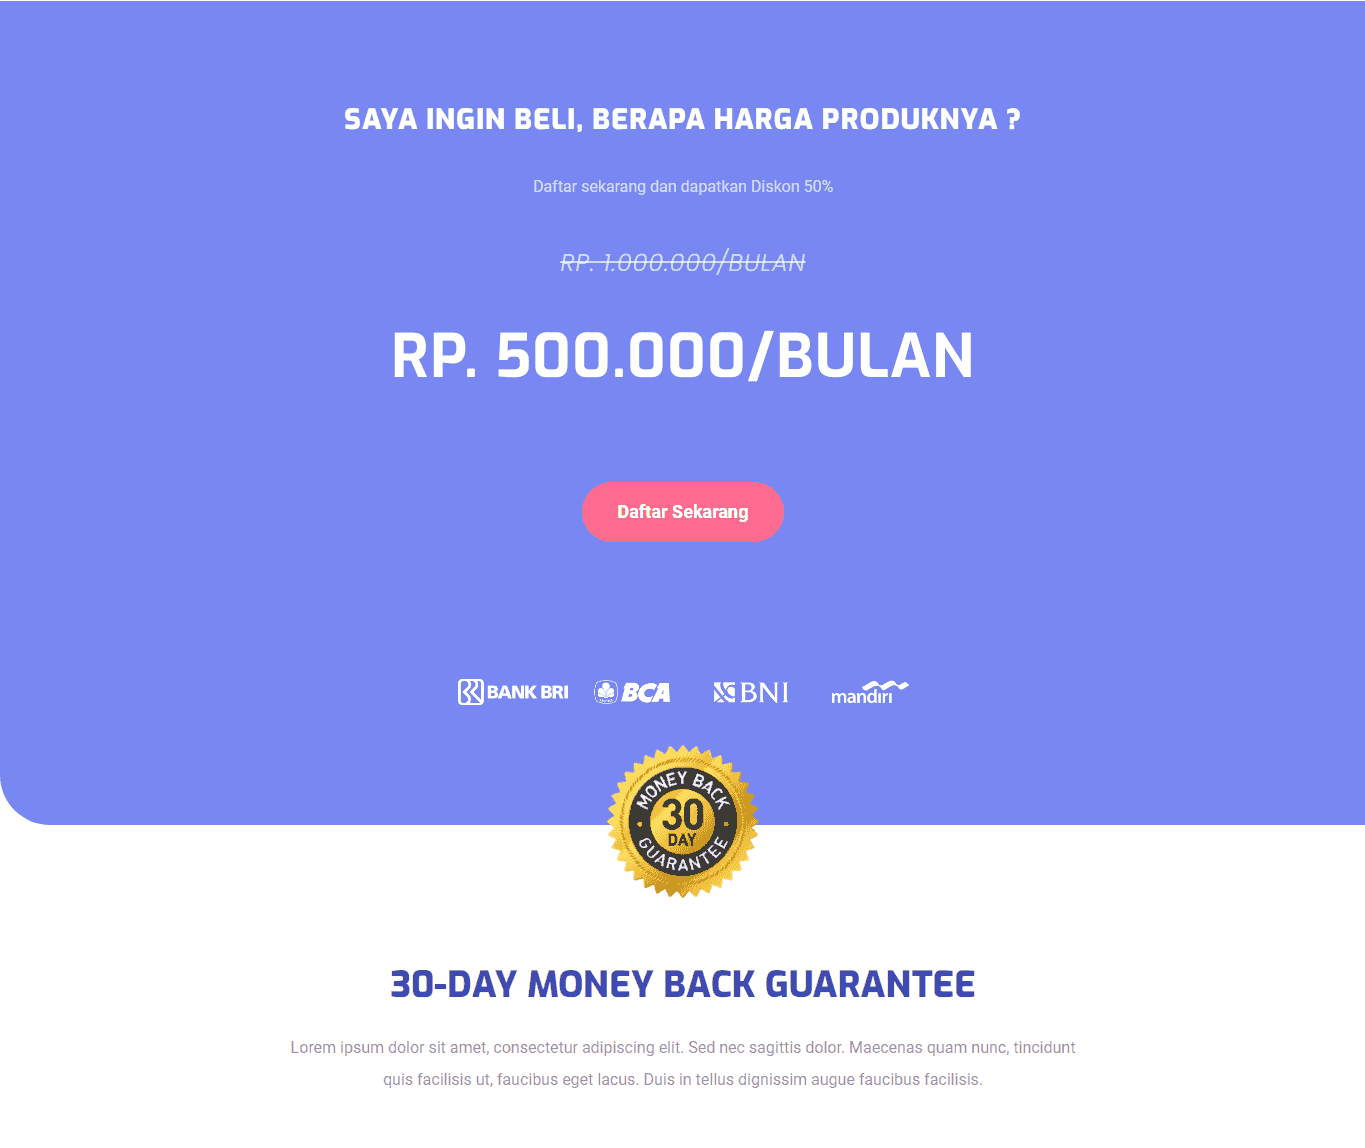 SAYA INGIN BELI, BERAPA HARGA PRODUKNYA ?
Daftar sekarang dan dapatkan Diskon 50%
RP. 1.000.000/BULAN
RP. 500.000/BULAN
Daftar Sekarang
BANK BRI BCA BNI mandiri
MONEY BACK
30
DAY
GUARANTEE
30-DAY MONEY BACK GUARANTEE
Lorem ipsum dolor sit amet, consectetur adipiscing elit. Sed nec sagittis dolor. Maecenas quam nunc, tincidunt
quis facilisis ut, faucibus eget lacus. Duis in tellus dignissim augue faucibus facilisis.